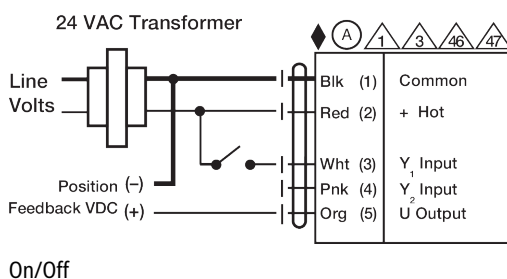 24 VAC Transformer
A 1 3 46 47
Line
Volts
Blk (1) Common
Red (2) + Hot
Wht (3) Y1 Input
Pnk (4) Y2 Input
Org (5) U Output
Position (–)
Feedback VDC (+)
On/Off